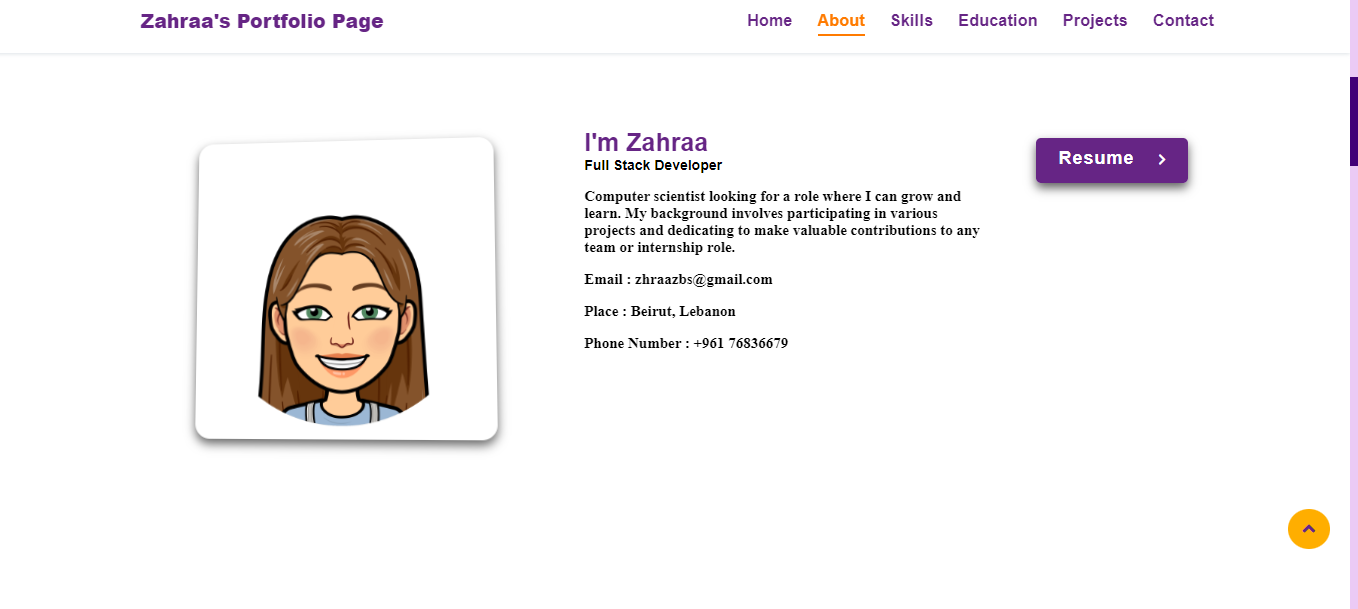 Zahraa's Portfolio Page
Home About Skills Education Projects Contact
I'm Zahraa
Full Stack Developer
Resume
Computer scientist looking for a role where I can grow and
learn. My background involves participating in various
projects and dedicating to make valuable contributions to any
team or internship role.
Email : zhraazbs@gmail.com
Place : Beirut, Lebanon
Phone Number : +961 76836679